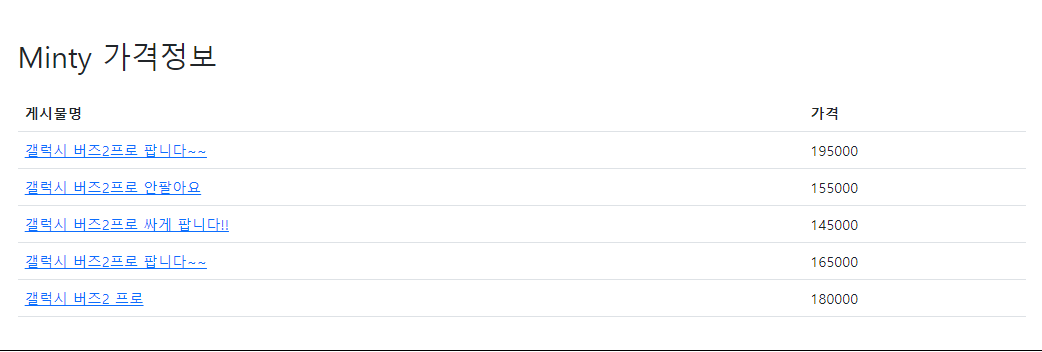 Minty 가격정보
게시물명 가격
갤럭시 버즈2프로 팝니다~~ 195000
갤럭시 버즈2프로 안팔아요 155000
갤럭시 버즈2프로 싸게 팝니다!! 145000
갤럭시 버즈2프로 팝니다~~ 165000
갤럭시 버즈2 프로 180000